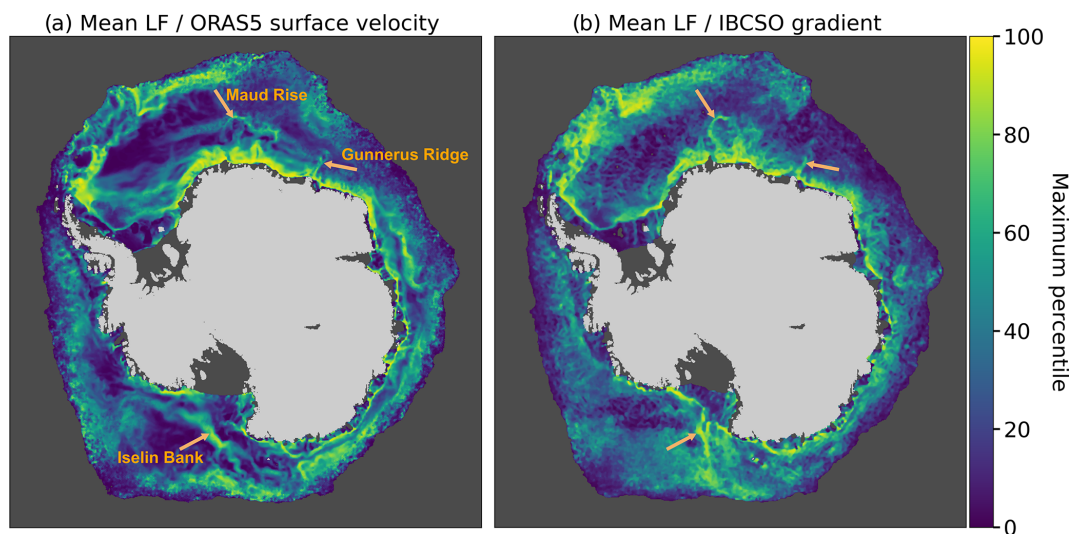 (a) Mean LF / ORAS5 surface velocity
(b) Mean LF / IBCSO gradient
Maud Rise
Gunnerus Ridge
Iselin Bank
100
80
60
40
20
0
Maximum percentile